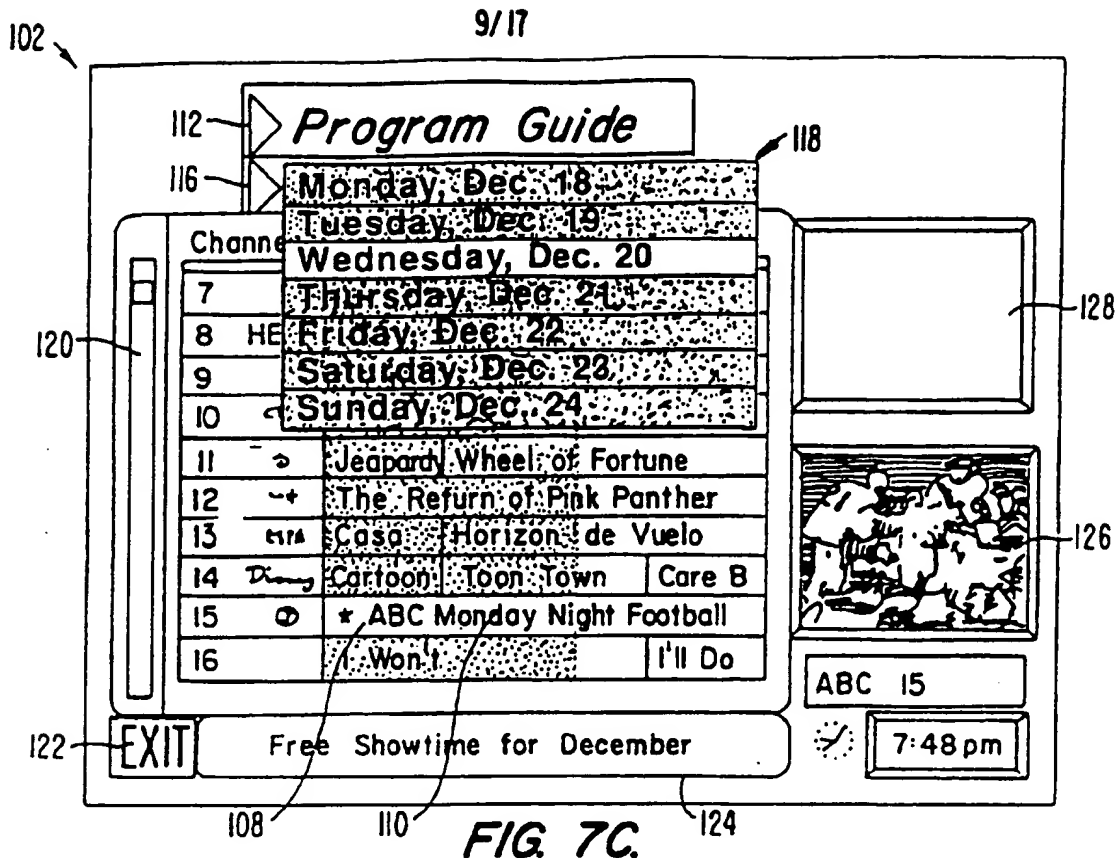 9/17
102
112
Program Guide
118
116
Monday, Dec. 18
Tuesday, Dec. 19
Channe
Wednesday, Dec. 20
7
Thursday, Dec. 21
128
8 HE
Friday, Dec. 22
120
9
Saturday, Dec. 23
10
Sunday, Dec. 24
11 Jeapardy Wheel of Fortune
12 The Return of Pink Panther
13 Casa Horizon de Vuelo
126
14 Disney Cartoon Toon Town Care B
15 * ABC Monday Night Football
16 I Won't I'll Do
ABC 15
122
EXIT
Free Showtime for December
7:48 pm
108
110
124
FIG. 7C.